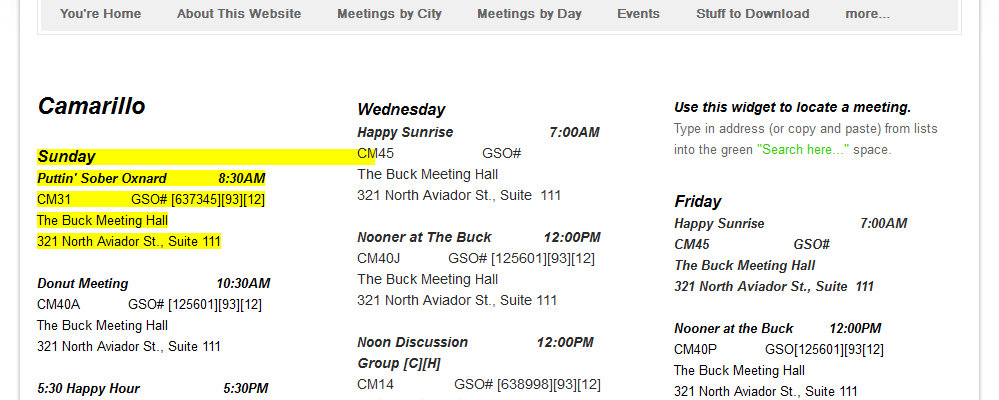 You're Home About This Website Meetings by City Meetings by Day Events Stuff to Download more...
Camarillo
Sunday
Puttin' Sober Oxnard 8:30AM
CM31 GSO# [637345][93][12]
The Buck Meeting Hall
321 North Aviador St., Suite 111
Donut Meeting 10:30AM
CM40A GSO# [125601][93][12]
The Buck Meeting Hall
321 North Aviador St., Suite 111
5:30 Happy Hour 5:30PM
Wednesday
Happy Sunrise 7:00AM
CM45 GSO#
The Buck Meeting Hall
321 North Aviador St., Suite 111
Nooner at The Buck 12:00PM
CM40J GSO# [125601][93][12]
The Buck Meeting Hall
321 North Aviador St., Suite 111
Noon Discussion 12:00PM
Group [C][H]
CM14 GSO# [638998][93][12]
Use this widget to locate a meeting.
Type in address (or copy and paste) from lists
into the green "Search here..." space.
Friday
Happy Sunrise 7:00AM
CM45 GSO#
The Buck Meeting Hall
321 North Aviador St., Suite 111
Nooner at the Buck 12:00PM
CM40P GSO[125601][93][12]
The Buck Meeting Hall
321 North Aviador St., Suite 111